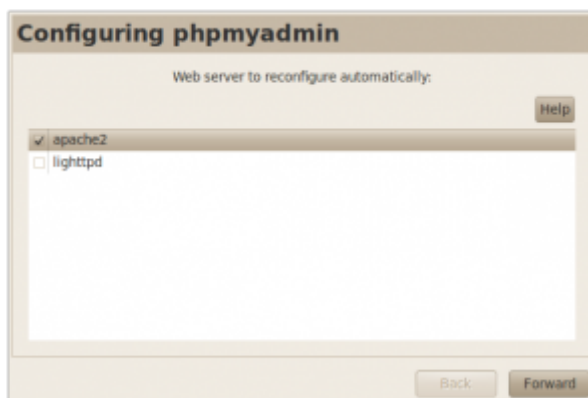 Configuring phpmyadmin
Web server to reconfigure automatically:
Help
apache2
lighttpd
Back
Forward